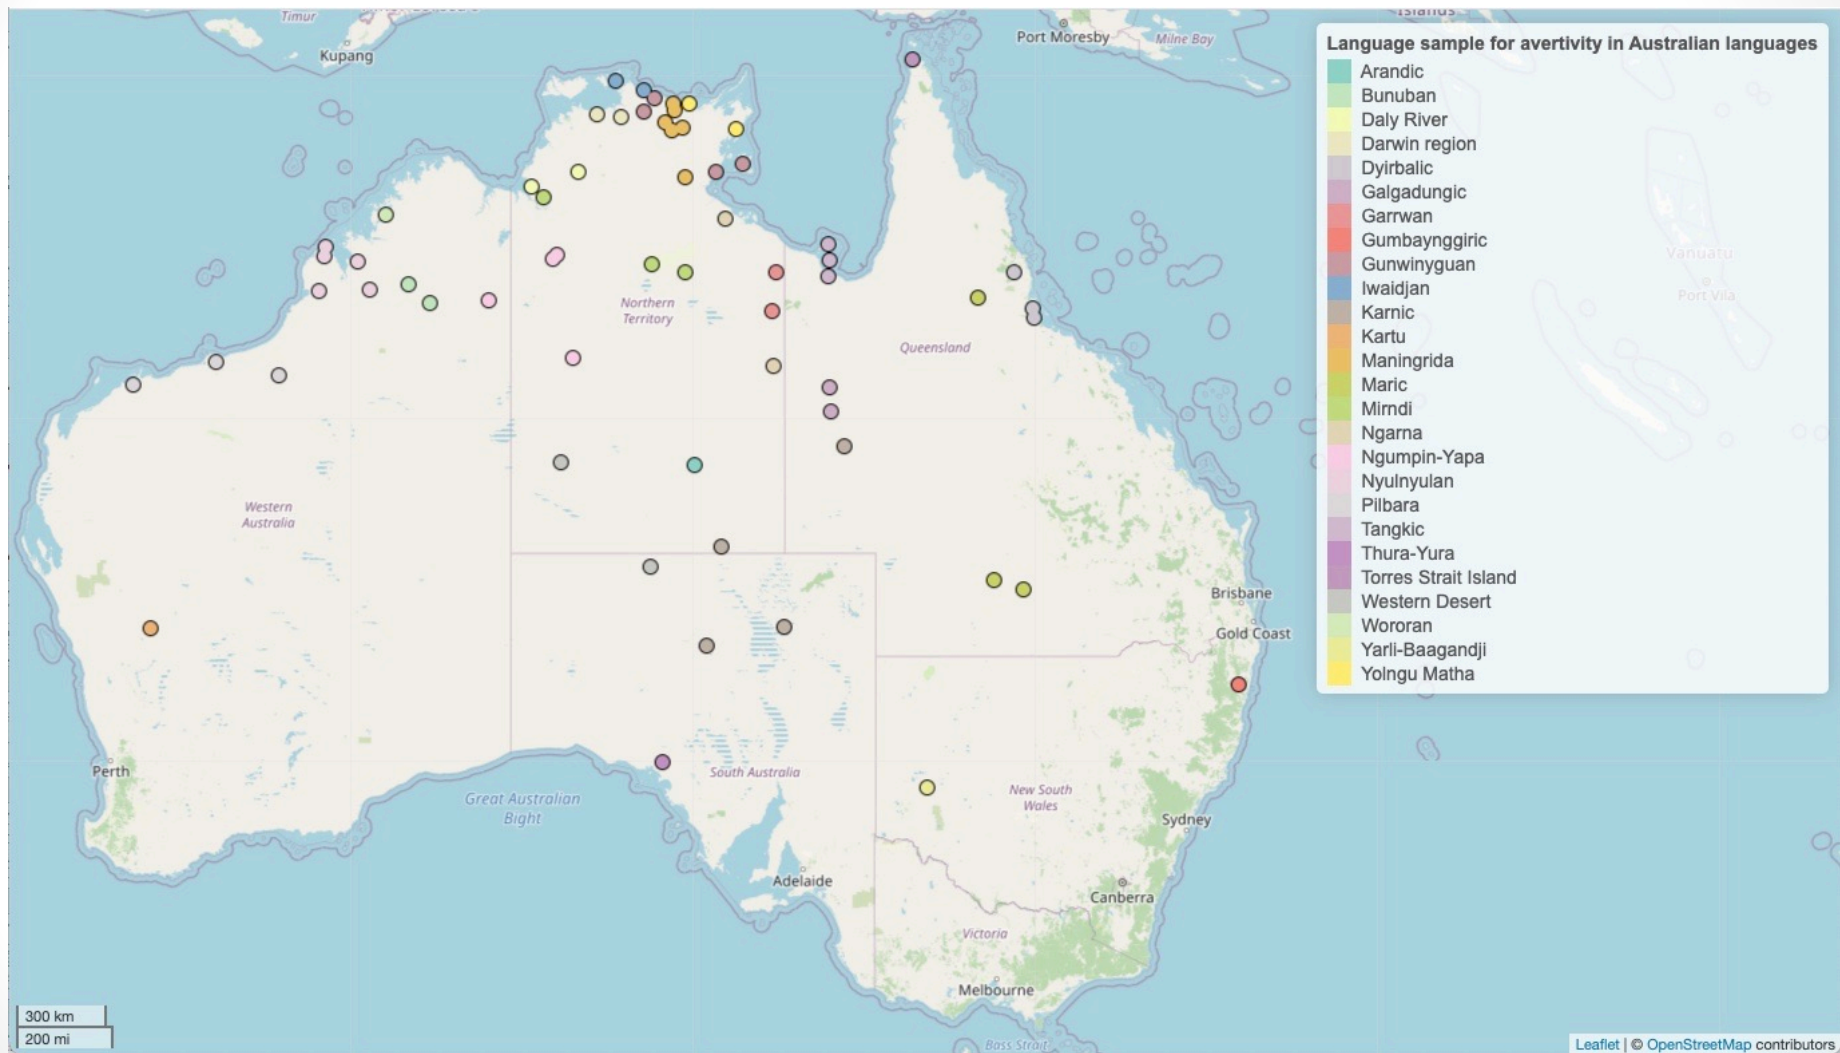 Timur
Kupang
Port Moresby
Milne Bay
Islands
Language sample for avertivity in Australian languages
Arandic
Bunuban
Daly River
Darwin region
Dyirbalic
Galgadungic
Garrwan
Gumbaynggiric
Gunwinyguan
Iwaidjan
Karnic
Kartu
Maningrida
Maric
Mirndi
Ngarna
Ngumpin-Yapa
Nyulnyulan
Pilbara
Tangkic
Thura-Yura
Torres Strait Island
Western Desert
Wororan
Yarli-Baagandji
Yolngu Matha
Vanuatu
Port Vila
Northern
Territory
Queensland
Western
Australia
Brisbane
Gold Coast
Perth
South Australia
Great Australian
Bight
New South
Wales
Sydney
Adelaide
Canberra
Victoria
Melbourne
Bass Strait
300 km
200 mi
Leaflet | © OpenStreetMap contributors